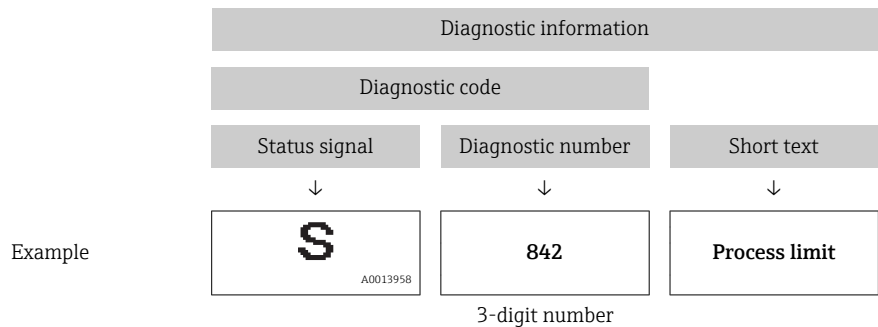 Diagnostic information
Diagnostic code
Status signal Diagnostic number Short text
↓ ↓ ↓
Example S 842 Process limit
A0013958
3-digit number